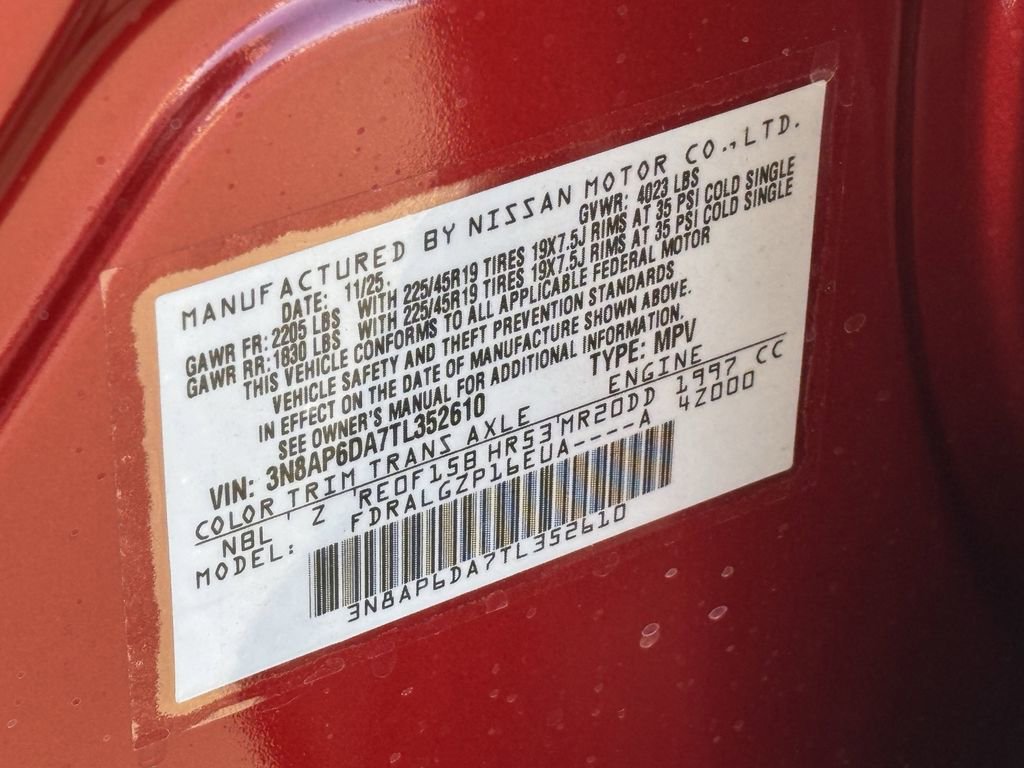 MANUFACTURED BY NISSAN MOTOR CO.,LTD.
DATE: 11/25 GVWR: 4023 LBS
GAWR FR: 2205 LBS WITH 225/45R19 TIRES 19X7.5J RIMS AT 35 PSI COLD SINGLE
GAWR RR: 1830 LBS WITH 225/45R19 TIRES 19X7.5J RIMS AT 35 PSI COLD SINGLE
THIS VEHICLE CONFORMS TO ALL APPLICABLE FEDERAL MOTOR
VEHICLE SAFETY AND THEFT PREVENTION STANDARDS
IN EFFECT ON THE DATE OF MANUFACTURE SHOWN ABOVE.
SEE OWNER'S MANUAL FOR ADDITIONAL INFORMATION.
VIN: 3N8AP6DA7TL352610 TYPE: MPV
COLOR TRIM TRANS AXLE ENGINE
NBL ' Z ' RE0F15B HR53'MR20DD 1997 CC
MODEL: FDRALGZP16EUA----A 4Z000
3N8AP6DA7TL352610